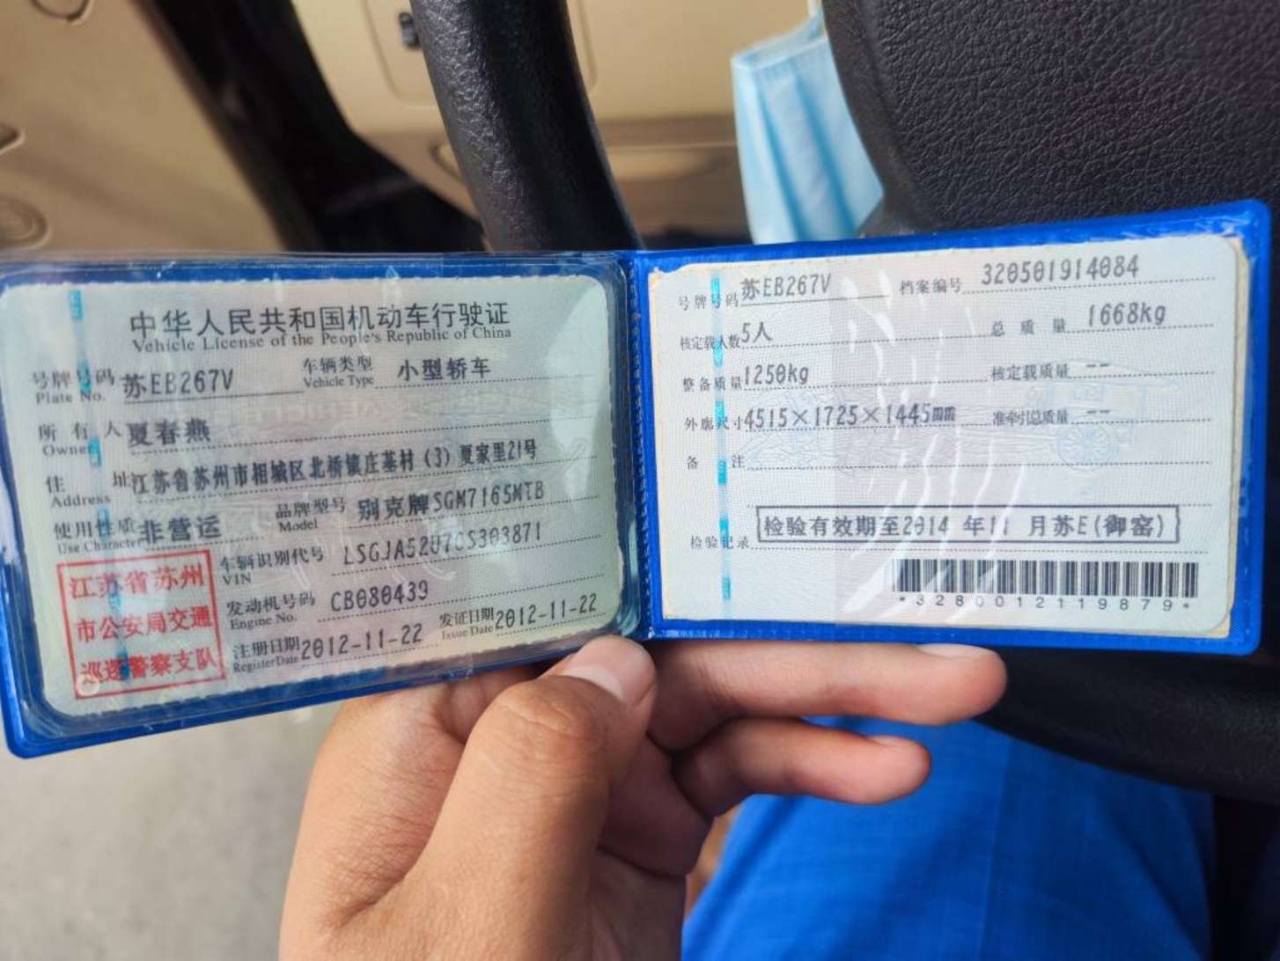 中华人民共和国机动车行驶证
Vehicle License of the People's Republic of China
号牌号码 苏EB267V 车辆类型 小型轿车
Plate No. Vehicle Type
所有人 夏春燕
Owner
住址 江苏省苏州市相城区北桥镇庄基村(3)夏家里21号
Address
使用性质 非营运 品牌型号 别克牌SGM7165MTB
Use Character Model
车辆识别代号
VIN
发动机号码 CB080439
Engine No.
注册日期 2012-11-22 发证日期 2012-11-22
Register Date Issue Date
江苏省苏州
市公安局交通
巡逻警察支队
号牌号码 苏EB267V 档案编号 320501914084
核定载人数 5人 总质量 1668kg
整备质量 1250kg 核定载质量 --
外廓尺寸 4515×1725×1445mm 准牵引总质量 --
备注
检验记录 检验有效期至2014年11月苏E(御窑)
*3280012119879*